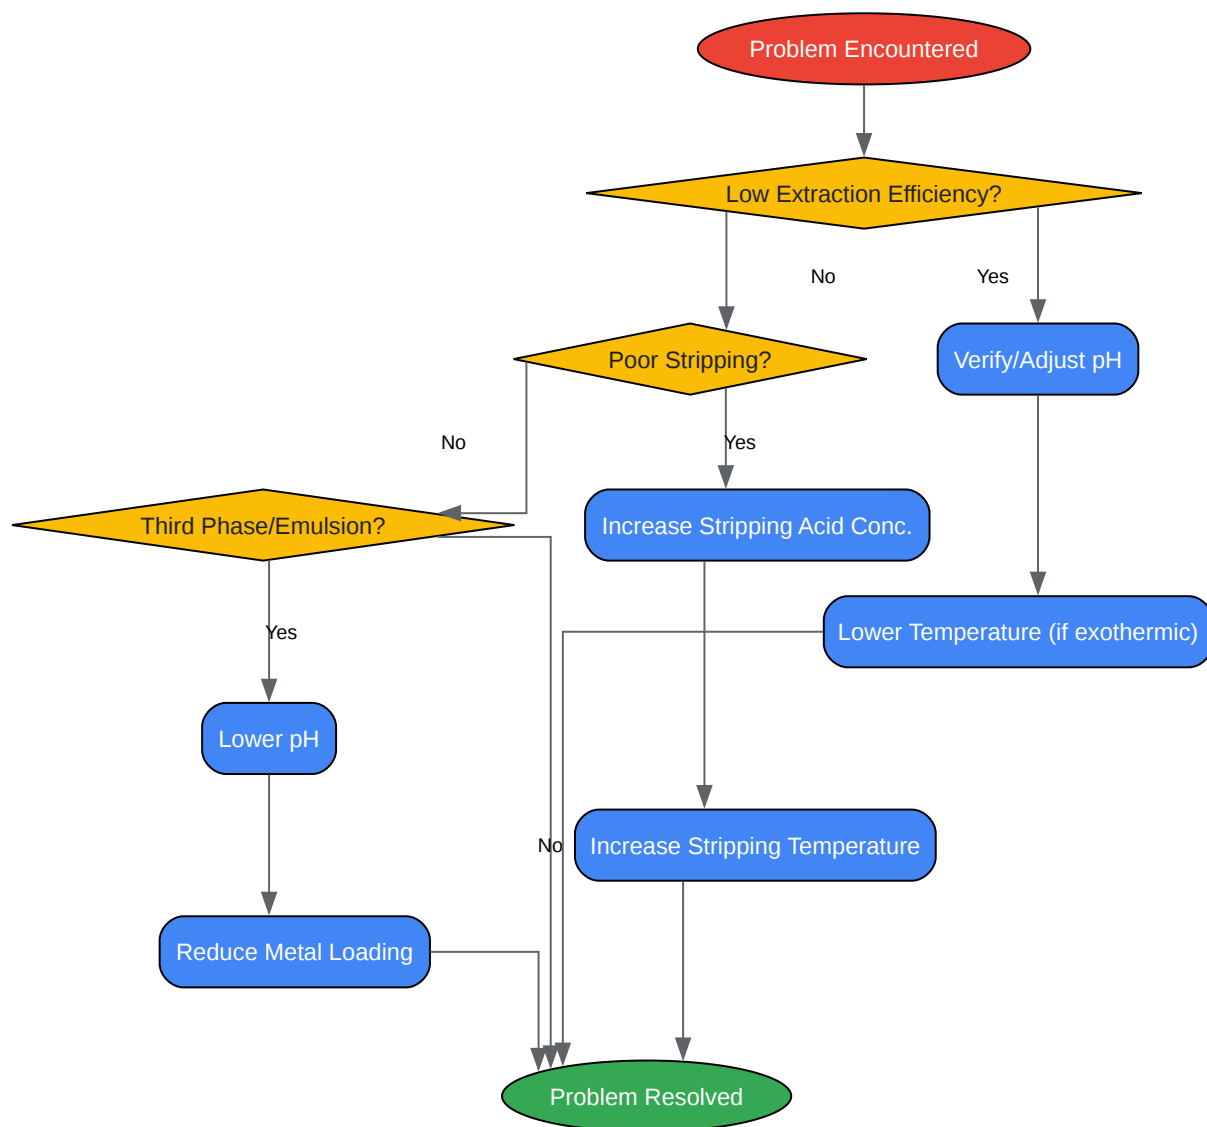 Problem Encountered
Low Extraction Efficiency?
No
Yes
Poor Stripping?
Verify/Adjust pH
No
Yes
Third Phase/Emulsion?
Increase Stripping Acid Conc.
Yes
Lower Temperature (if exothermic)
Lower pH
No
Increase Stripping Temperature
Reduce Metal Loading
Problem Resolved